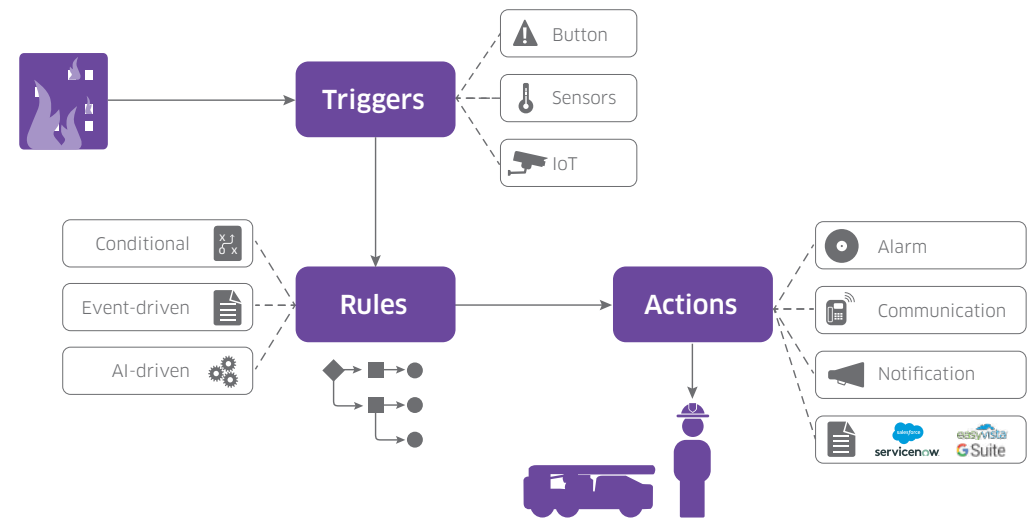 Button
Triggers
Sensors
IoT
Conditional
Event-driven
AI-driven
Rules
Actions
Alarm
Communication
Notification
salesforce
servicenow
easyvista
G Suite